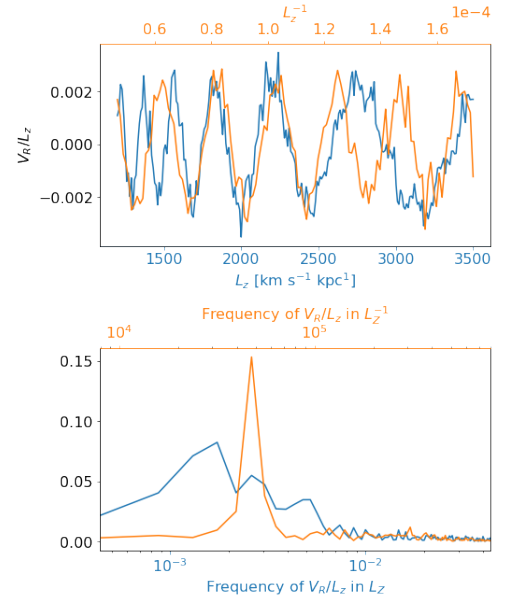 L_z^{-1}
1e−4
0.6 0.8 1.0 1.2 1.4 1.6
0.002
0.000
−0.002
V_R/L_z
1500 2000 2500 3000 3500
L_z [km s^{−1} kpc^1]
Frequency of V_R/L_z in L_Z^{−1}
10^4 10^5
0.15
0.10
0.05
0.00
10^{−3} 10^{−2}
Frequency of V_R/L_z in L_Z